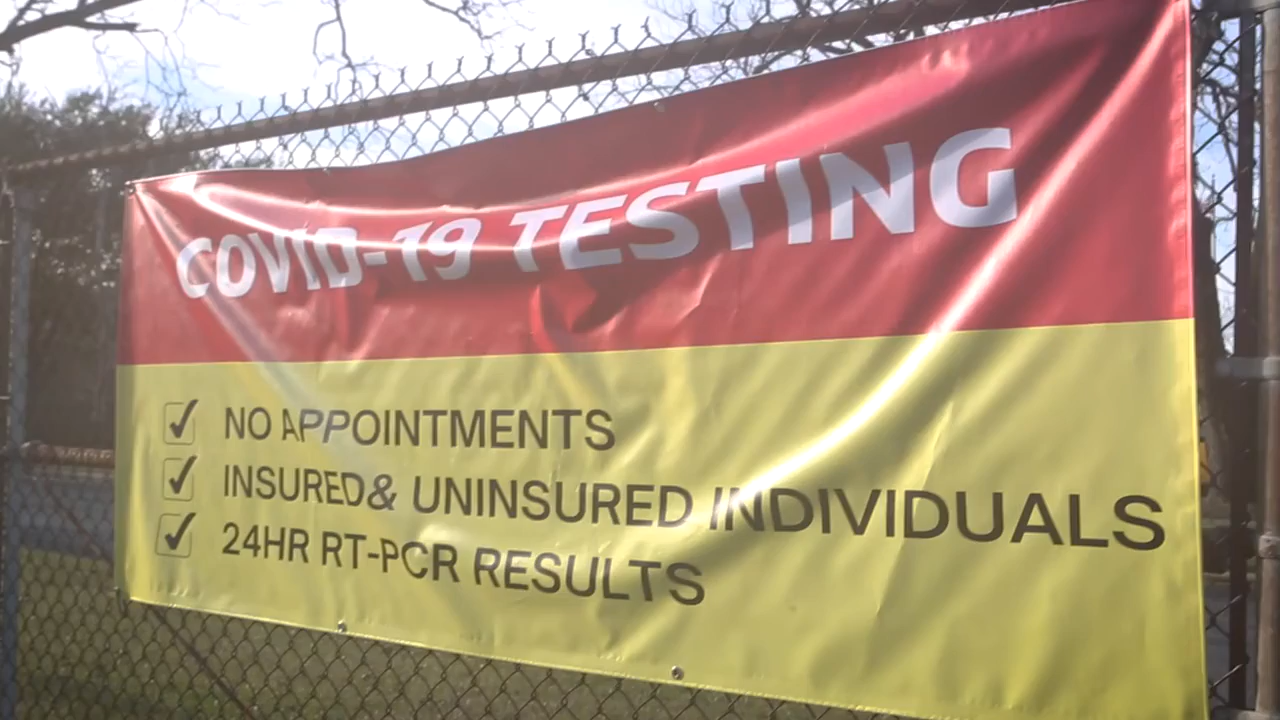 COVID-19 TESTING
NO APPOINTMENTS
INSURED& UNINSURED INDIVIDUALS
24HR RT-PCR RESULTS